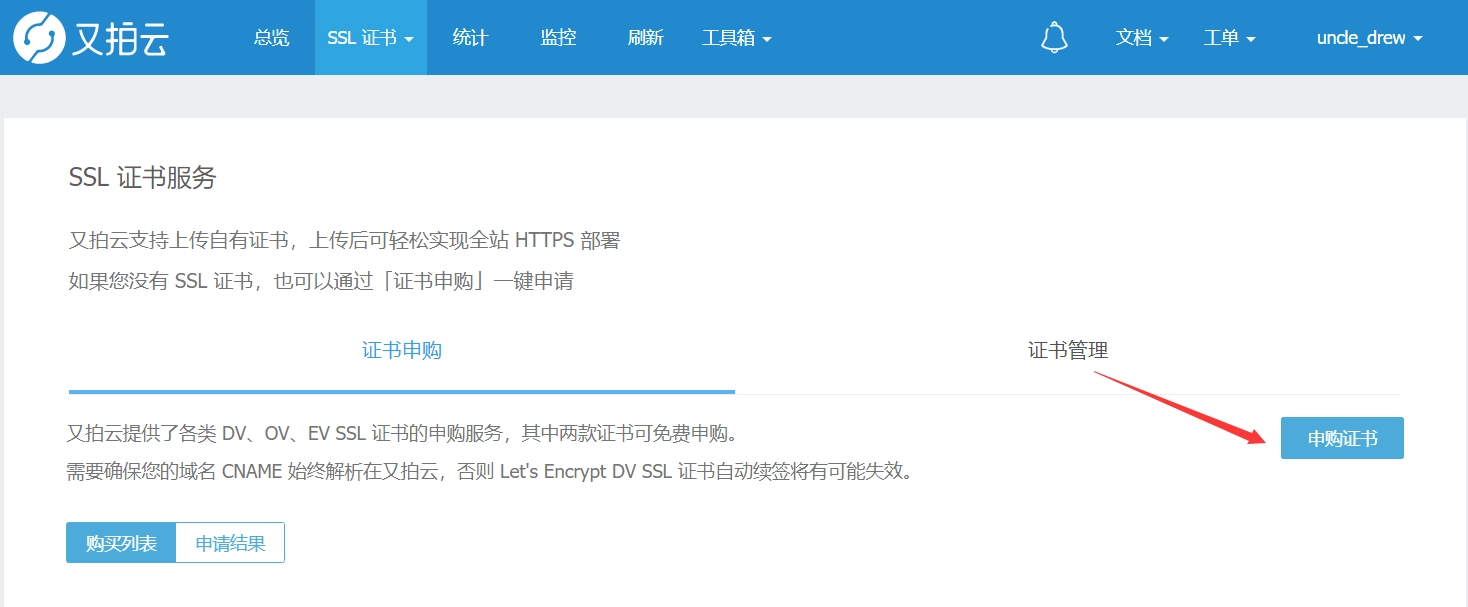 又拍云 总览 SSL 证书 统计 监控 刷新 工具箱 文档 工单 uncle_drew
SSL 证书服务
又拍云支持上传自有证书，上传后可轻松实现全站 HTTPS 部署
如果您没有 SSL 证书，也可以通过「证书申购」一键申请
证书申购 证书管理
又拍云提供了各类 DV、OV、EV SSL 证书的申购服务，其中两款证书可免费申购。
申购证书
需要确保您的域名 CNAME 始终解析在又拍云，否则 Let's Encrypt DV SSL 证书自动续签将有可能失效。
购买列表 申请结果